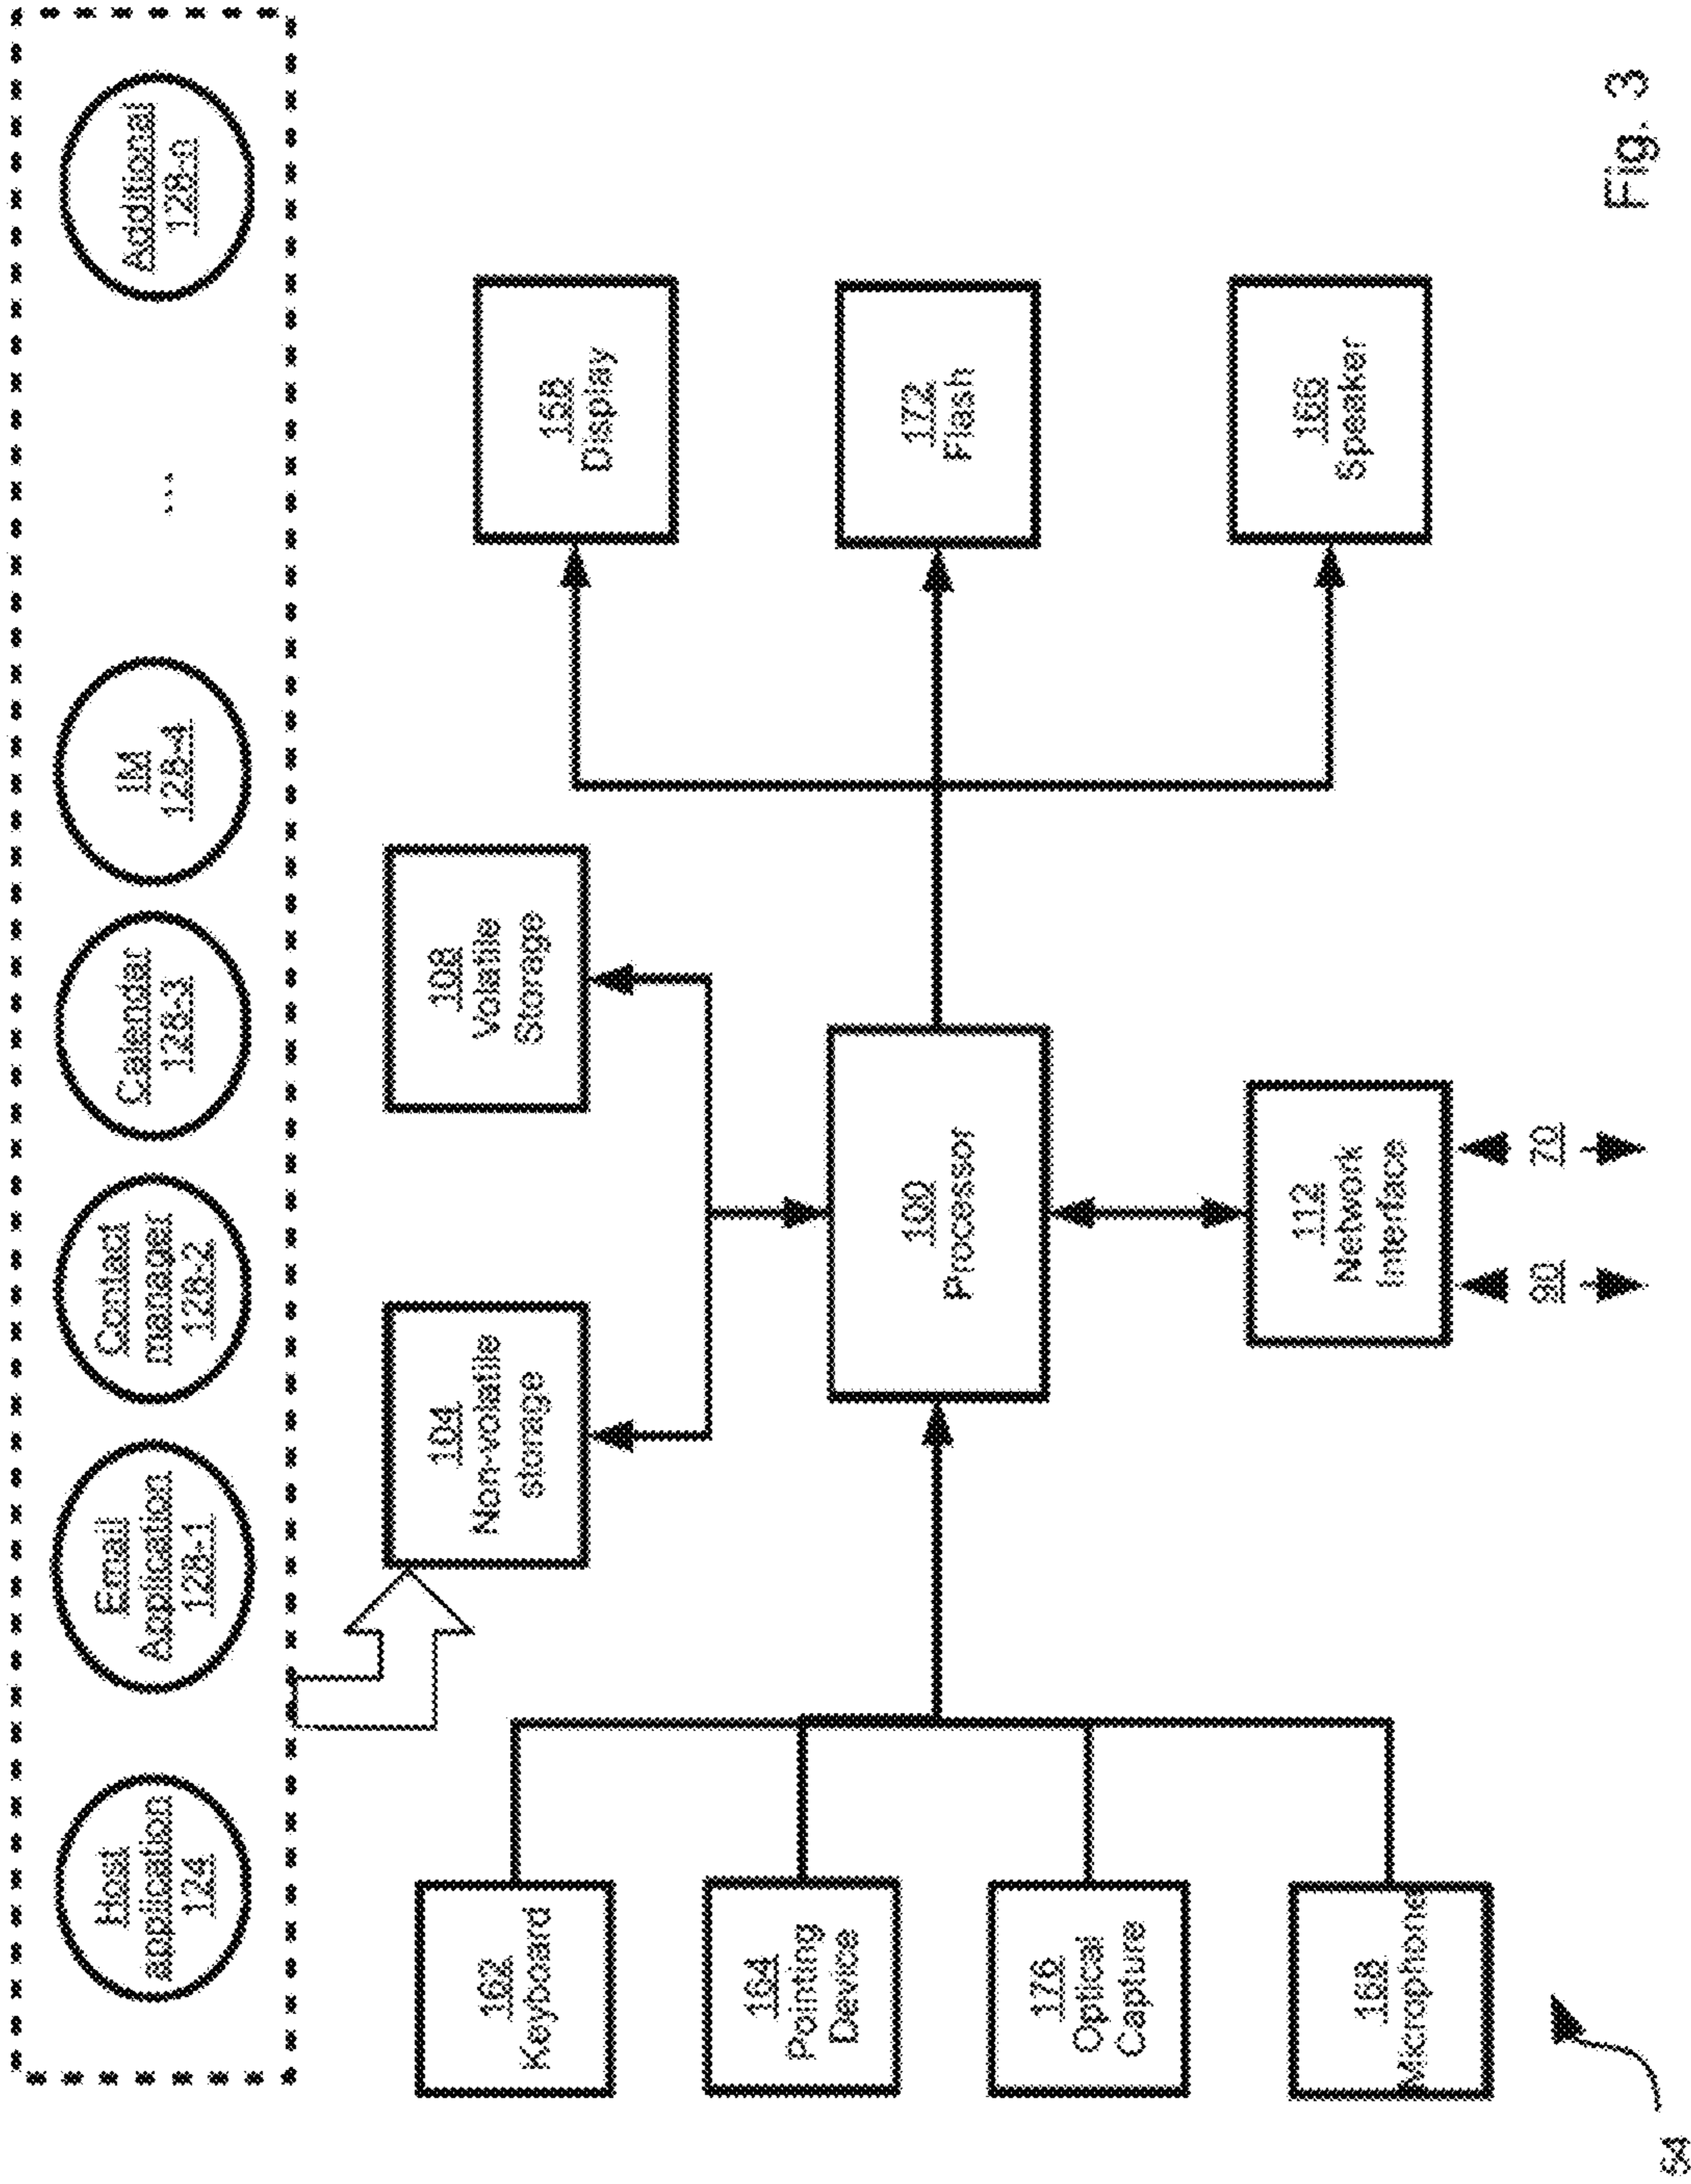 Host
application
124
Email
Application
128-1
Contact
manager
128-2
Calendar
128-3
IM
128-4
...
Additional
128-n
104
Non-volatile
storage
108
Volatile
Storage
162
Keyboard
164
Pointing
Device
176
Optical
Capture
168
Microphone
100
Processor
158
Display
172
Flash
166
Speaker
112
Network
Interface
90
70
54
Fig. 3